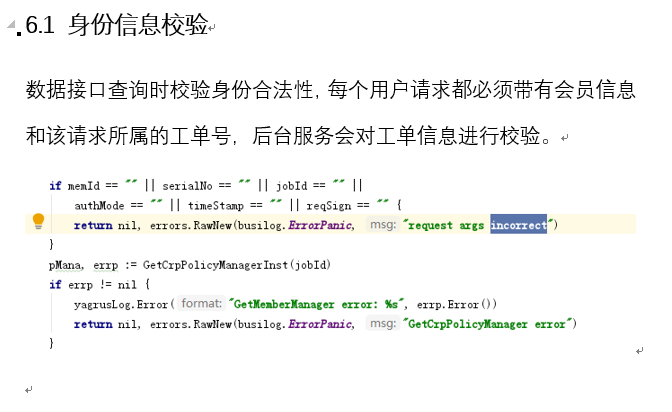 6.1 身份信息校验
数据接口查询时校验身份合法性, 每个用户请求都必须带有会员信息
和该请求所属的工单号, 后台服务会对工单信息进行校验。
if memId == "" || serialNo == "" || jobId == "" ||
authMode == "" || timeStamp == "" || reqSign == "" {
return nil, errors.RawNew(busilog.ErrorPanic, msg: "request args incorrect")
}
pMana, errp := GetCrpPolicyManagerInst(jobId)
if errp != nil {
yagrusLog.Error( format: "GetMemberManager error: %s", errp.Error())
return nil, errors.RawNew(busilog.ErrorPanic, msg: "GetCrpPolicyManager error")
}